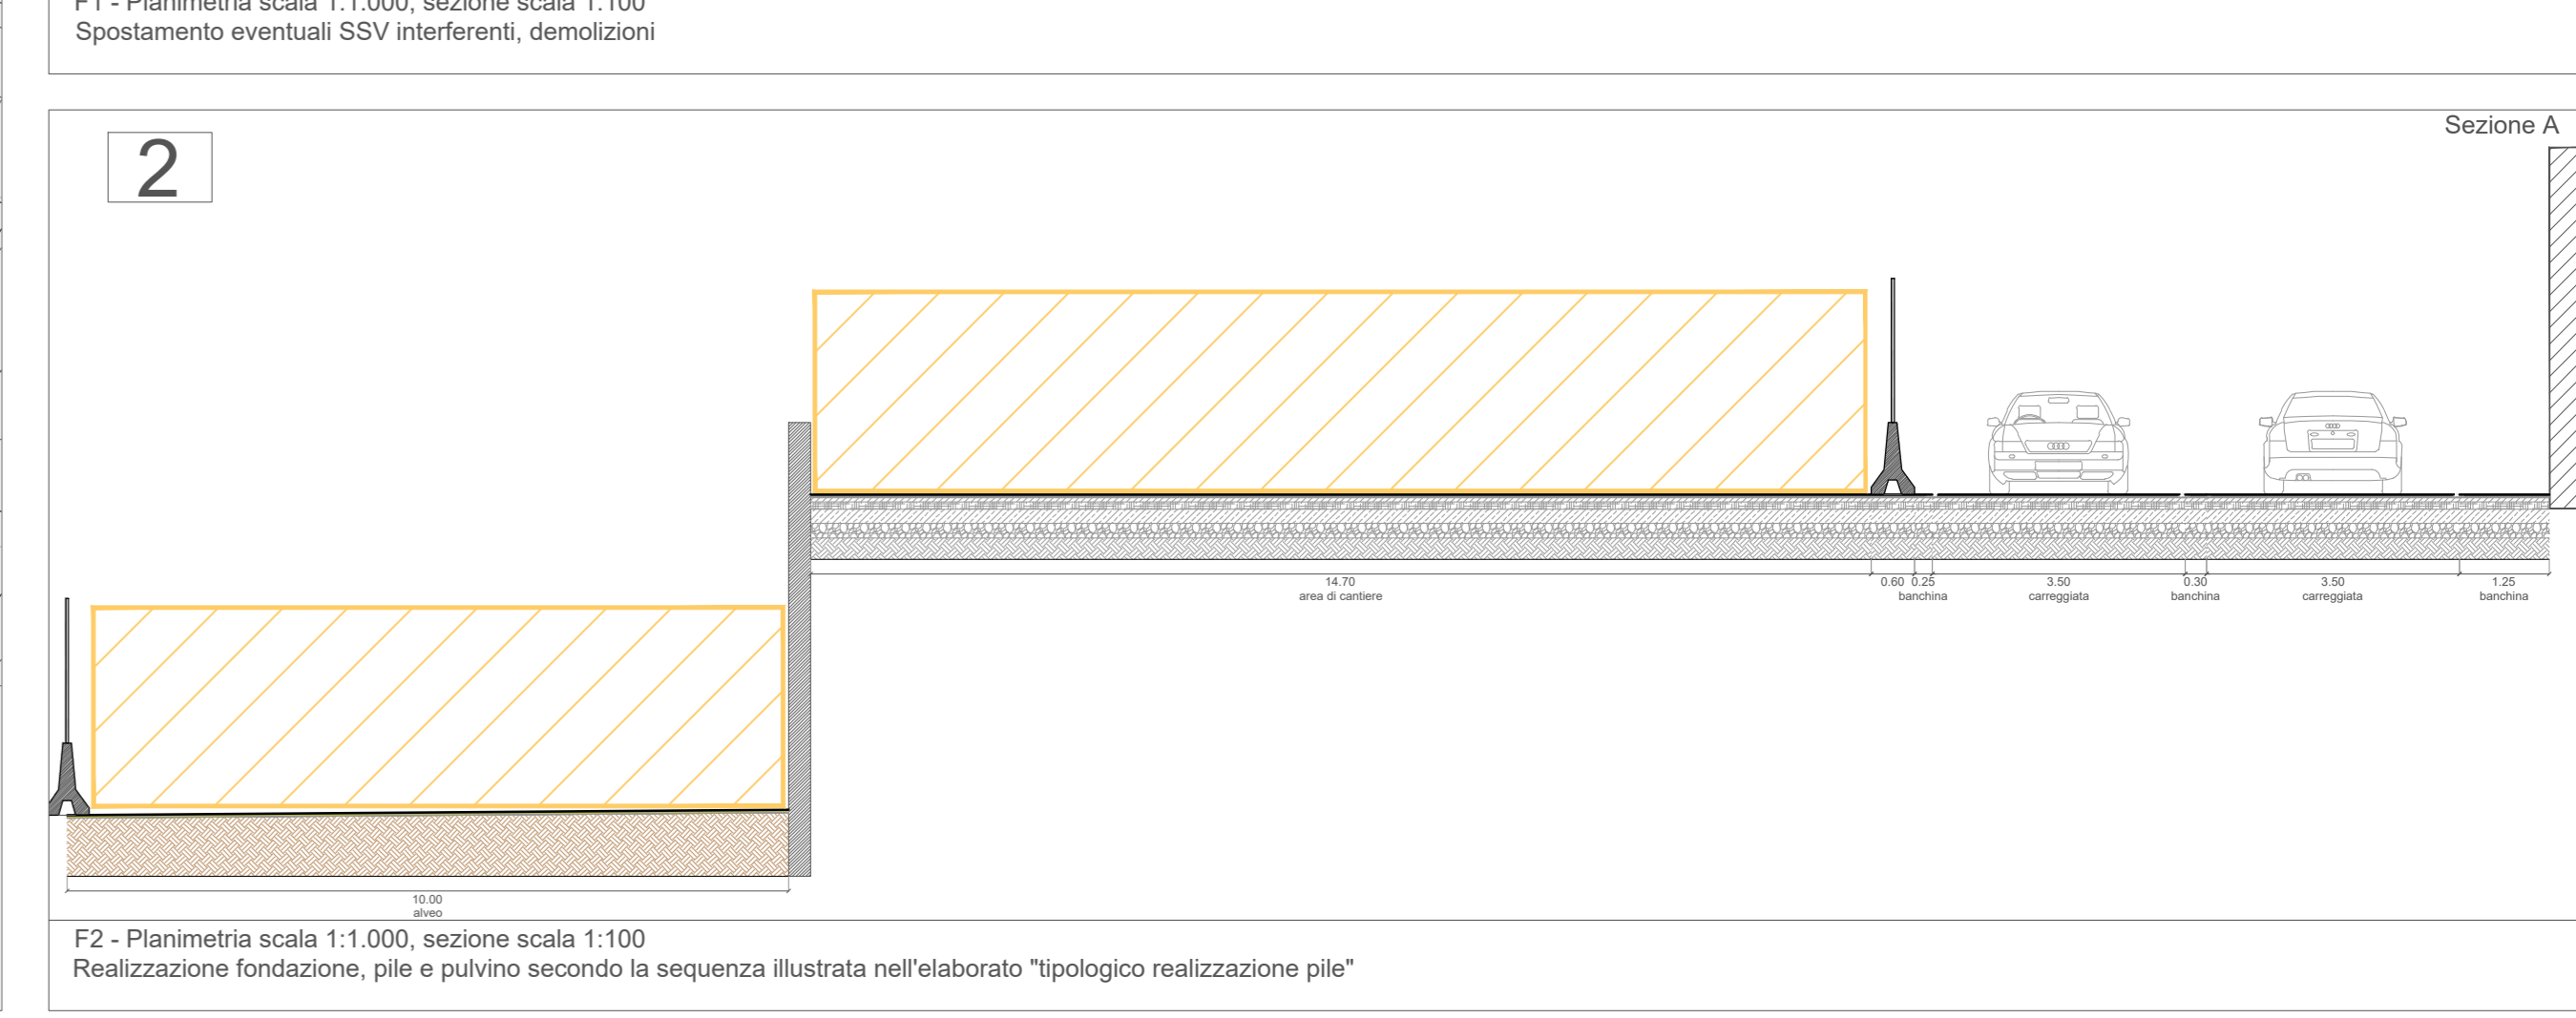 F1 - Planimetria scala 1:1.000, sezione scala 1:100
Spostamento eventuali SSV interferenti, demolizioni
Sezione A
2
14.70
area di cantiere
0.60 0.25
banchina
3.50
carreggiata
0.30
banchina
3.50
carreggiata
1.25
banchina
10.00
alveo
F2 - Planimetria scala 1:1.000, sezione scala 1:100
Realizzazione fondazione, pile e pulvino secondo la sequenza illustrata nell'elaborato "tipologico realizzazione pile"